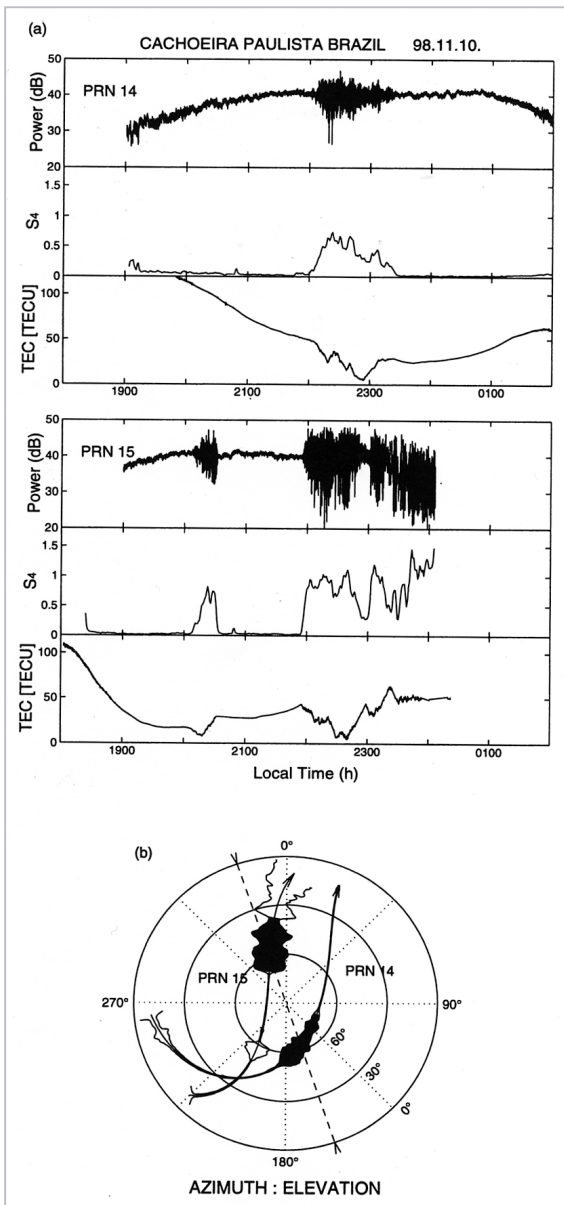 (a)
CACHOEIRA PAULISTA BRAZIL 98.11.10.
50
PRN 14
40
30
20
Power (dB)
1.5
1
0.5
0
S4
100
50
0
TEC [TECU]
1900 2100 2300 0100
50
PRN 15
40
30
20
Power (dB)
1.5
1
0.5
0
S4
100
50
0
TEC [TECU]
1900 2100 2300 0100
Local Time (h)
(b)
0°
PRN 15 PRN 14
270° 90°
60°
30°
0°
180°
AZIMUTH : ELEVATION